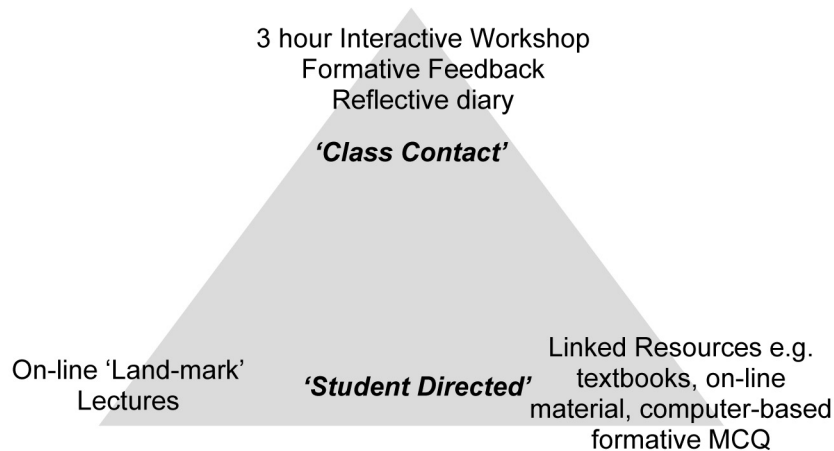 3 hour Interactive Workshop
Formative Feedback
Reflective diary
‘Class Contact’
On-line ‘Land-mark’
Lectures
‘Student Directed’
Linked Resources e.g.
textbooks, on-line
material, computer-based
formative MCQ